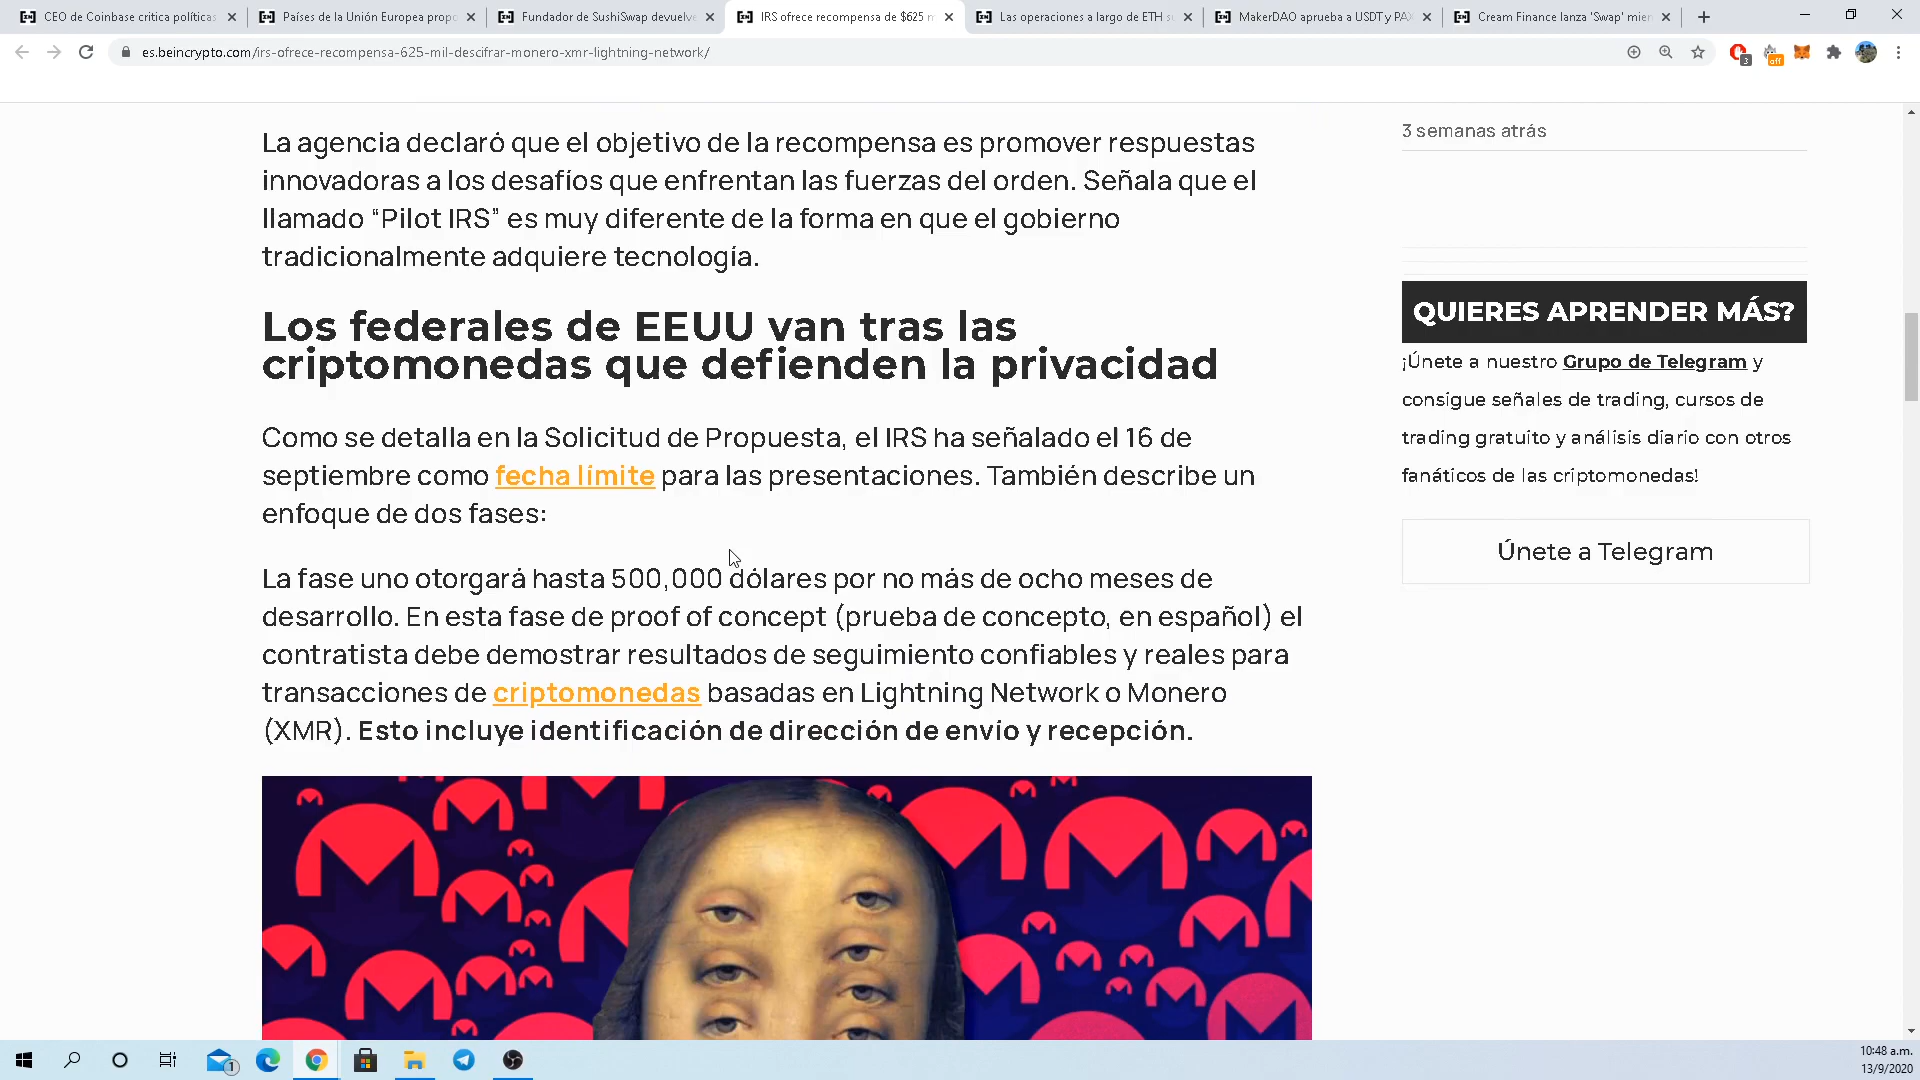 CEO de Coinbase critica políticas
Países de la Unión Europea propo
Fundador de SushiSwap devuelve
IRS ofrece recompensa de $625 m
Las operaciones a largo de ETH su
MakerDAO aprueba a USDT y PAX
Cream Finance lanza 'Swap' mien
es.beincrypto.com/irs-ofrece-recompensa-625-mil-descifrar-monero-xmr-lightning-network/
3
off
La agencia declaró que el objetivo de la recompensa es promover respuestas
innovadoras a los desafíos que enfrentan las fuerzas del orden. Señala que el
llamado “Pilot IRS” es muy diferente de la forma en que el gobierno
tradicionalmente adquiere tecnología.
Los federales de EEUU van tras las
criptomonedas que defienden la privacidad
Como se detalla en la Solicitud de Propuesta, el IRS ha señalado el 16 de
septiembre como fecha límite para las presentaciones. También describe un
enfoque de dos fases:
La fase uno otorgará hasta 500,000 dólares por no más de ocho meses de
desarrollo. En esta fase de proof of concept (prueba de concepto, en español) el
contratista debe demostrar resultados de seguimiento confiables y reales para
transacciones de criptomonedas basadas en Lightning Network o Monero
(XMR). Esto incluye identificación de dirección de envío y recepción.
3 semanas atrás
QUIERES APRENDER MÁS?
¡Únete a nuestro Grupo de Telegram y
consigue señales de trading, cursos de
trading gratuito y análisis diario con otros
fanáticos de las criptomonedas!
Únete a Telegram
1
10:48 a.m.
13/9/2020